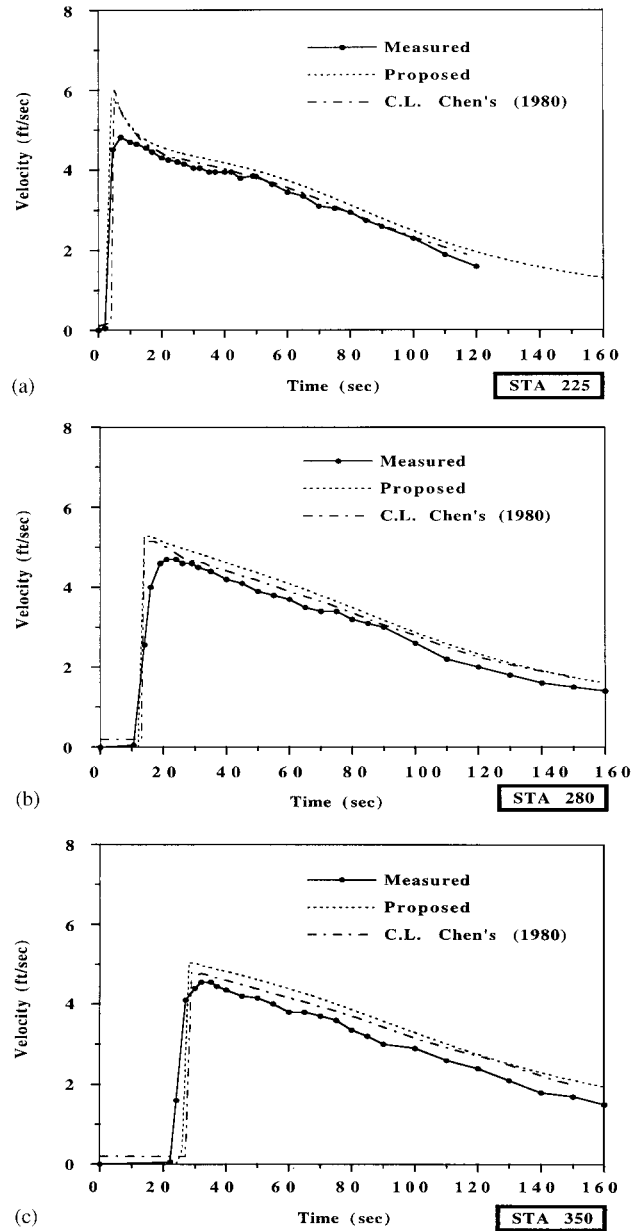 8
6
4
2
0
Velocity (ft/sec)
Measured
Proposed
C.L. Chen's (1980)
0 20 40 60 80 100 120 140 160
Time (sec)
(a)
STA 225
8
6
4
2
0
Velocity (ft/sec)
Measured
Proposed
C.L. Chen's (1980)
0 20 40 60 80 100 120 140 160
Time (sec)
(b)
STA 280
8
6
4
2
0
Velocity (ft/sec)
Measured
Proposed
C.L. Chen's (1980)
0 20 40 60 80 100 120 140 160
Time (sec)
(c)
STA 350